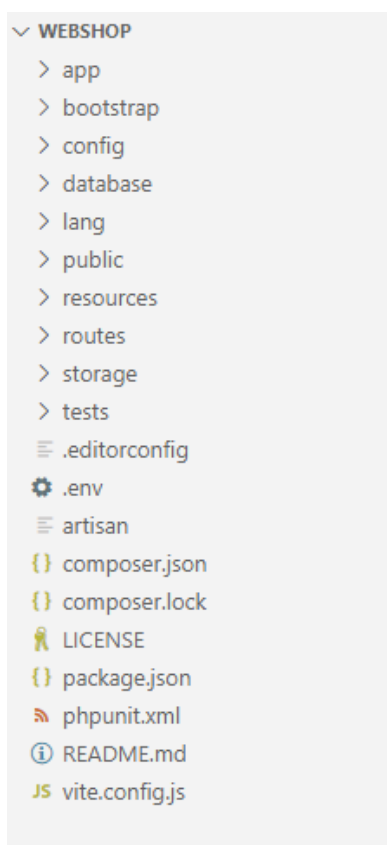 WEBSHOP
app
bootstrap
config
database
lang
public
resources
routes
storage
tests
.editorconfig
.env
artisan
{} composer.json
{} composer.lock
LICENSE
{} package.json
phpunit.xml
README.md
JS vite.config.js